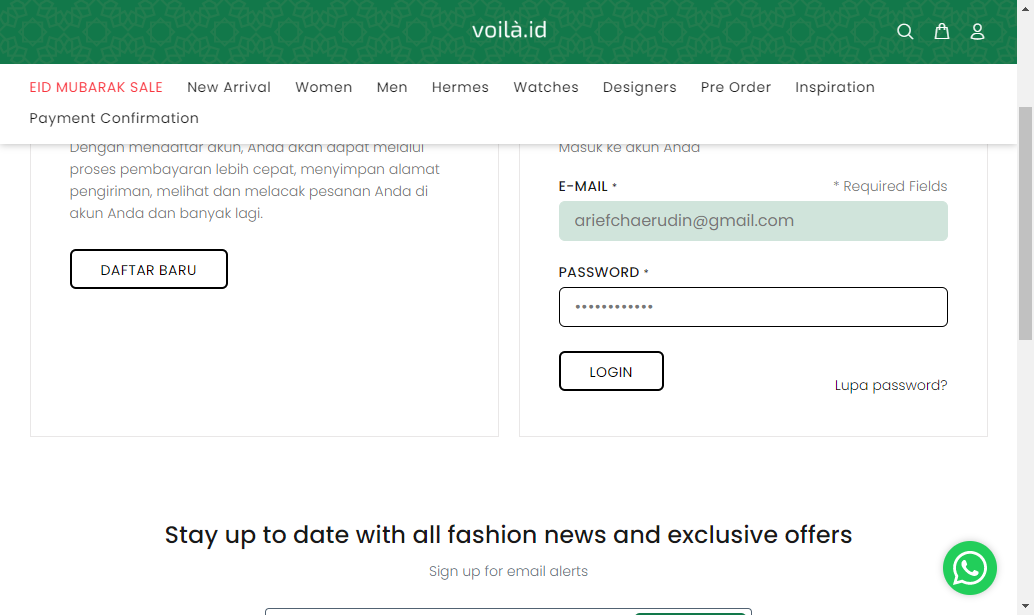 voilà.id
EID MUBARAK SALE New Arrival Women Men Hermes Watches Designers Pre Order Inspiration
Payment Confirmation
Dengan mendaftar akun, Anda akan dapat melalui
proses pembayaran lebih cepat, menyimpan alamat
pengiriman, melihat dan melacak pesanan Anda di
akun Anda dan banyak lagi.
DAFTAR BARU
Masuk ke akun Anda
E-MAIL * * Required Fields
ariefchaerudin@gmail.com
PASSWORD *
••••••••••••
LOGIN
Lupa password?
Stay up to date with all fashion news and exclusive offers
Sign up for email alerts